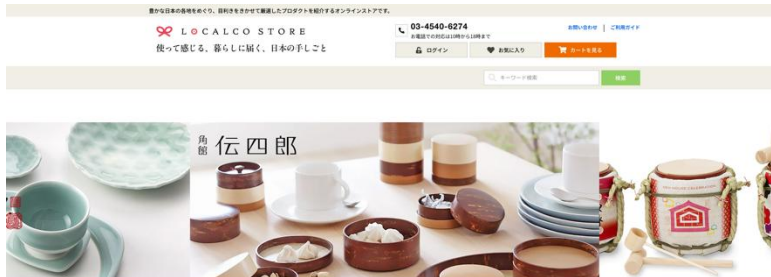 豊かな日本の各地をめぐり、目利きをきかせて厳選したプロダクトを紹介するオンラインストアです。
LOCALCO STORE
使って感じる。暮らしに届く、日本の手しごと
03-4540-6274
お電話での対応は10時から16時まで
お問い合わせ | ご利用ガイド
ログイン
お気に入り
カートを見る
キーワード検索
検索
角館 伝四郎